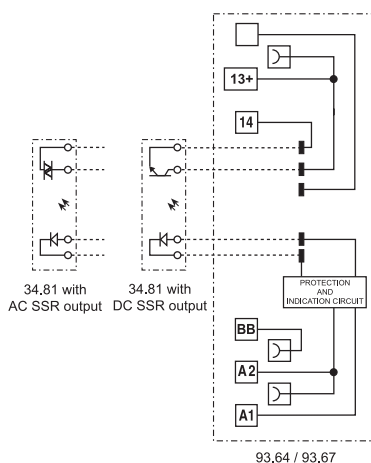 13+
14
34.81 with
AC SSR output
34.81 with
DC SSR output
PROTECTION
AND
INDICATION CIRCUIT
BB
A2
A1
93.64 / 93.67